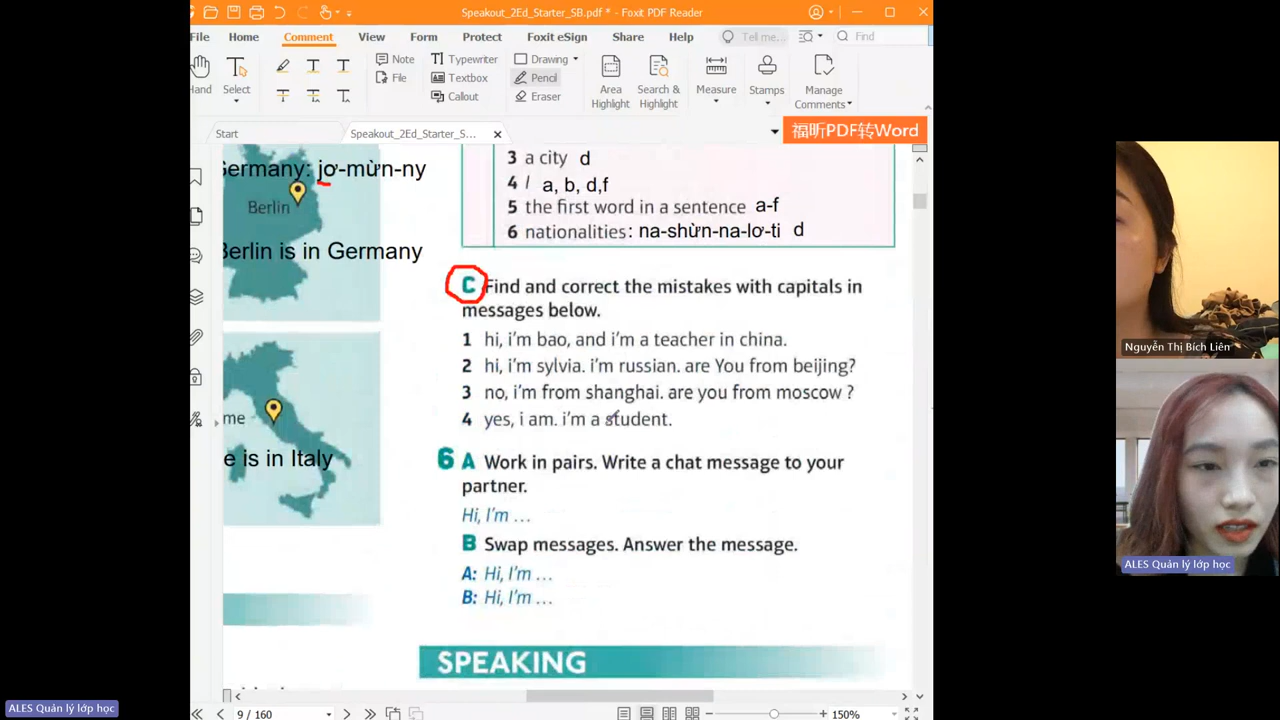 Speakout_2Ed_Starter_SB.pdf * - Foxit PDF Reader
File Home Comment View Form Protect Foxit eSign Share Help Tell me... Find
Note Typewriter Drawing
File Textbox Pencil
Callout Eraser
Hand Select Area Highlight Search & Highlight Measure Stamps Manage Comments
Start Speakout_2Ed_Starter_S... 福昕PDF转Word
Germany: jơ-mừn-ny
Berlin
Berlin is in Germany
me
e is in Italy
3 a city d
4 I a, b, d,f
5 the first word in a sentence a-f
6 nationalities: na-shừn-na-lơ-ti d
C Find and correct the mistakes with capitals in
messages below.
1 hi, i'm bao, and i'm a teacher in china.
2 hi, i'm sylvia. i'm russian. are You from beijing?
3 no, i'm from shanghai. are you from moscow ?
4 yes, i am. i'm a student.
6 A Work in pairs. Write a chat message to your
partner.
Hi, I'm ...
B Swap messages. Answer the message.
A: Hi, I'm ...
B: Hi, I'm ...
SPEAKING
9 / 160
150%
Nguyễn Thị Bích Liên
ALES Quản lý lớp học
ALES Quản lý lớp học